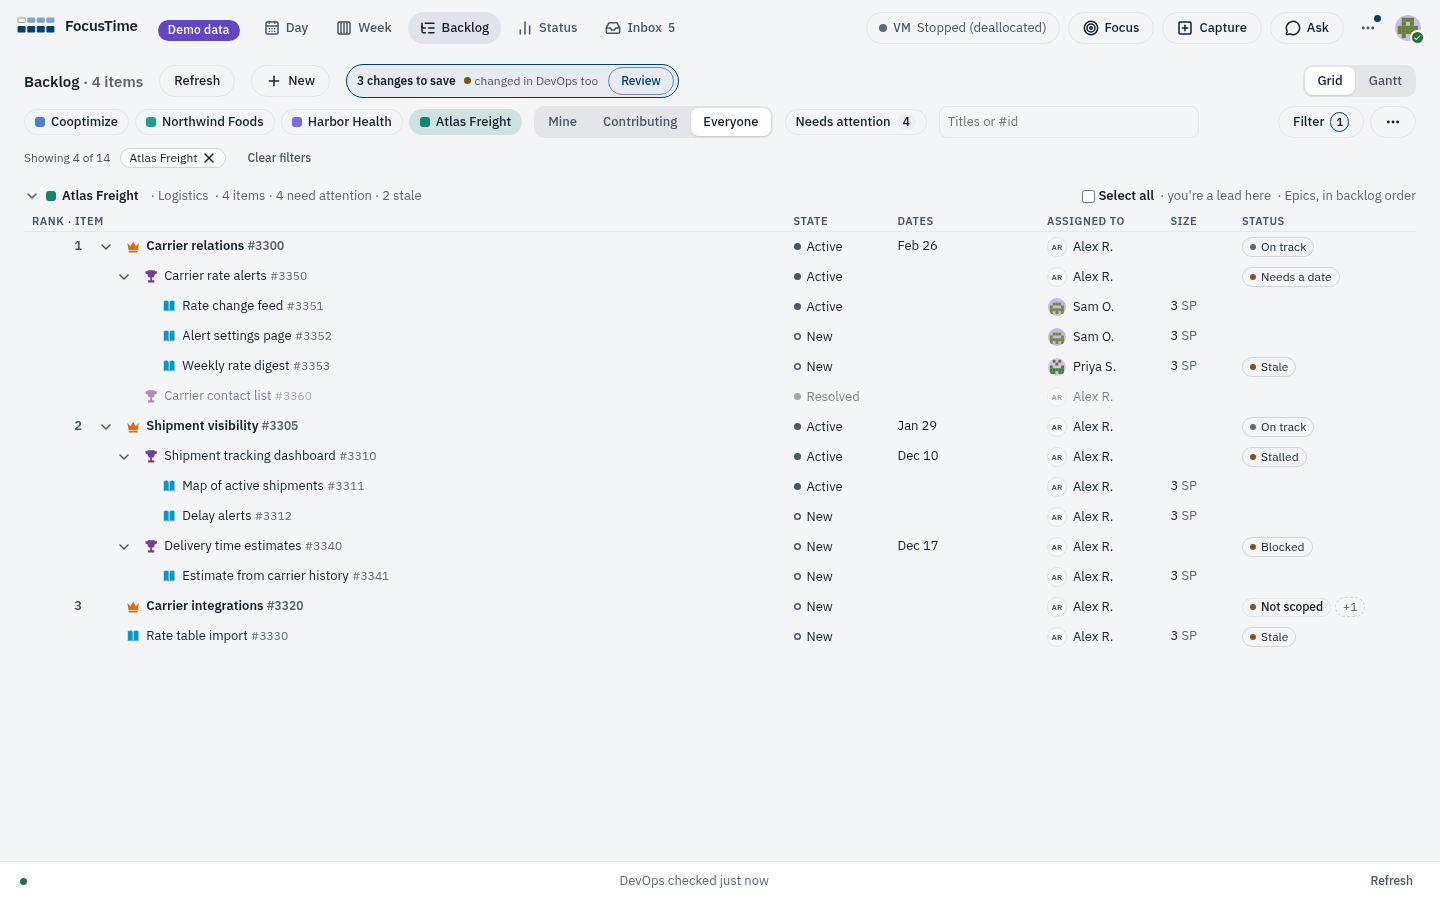 FocusTime Demo data Day Week Backlog Status Inbox 5 VM Stopped (deallocated) Focus Capture Ask
Backlog · 4 items Refresh New 3 changes to save changed in DevOps too Review Grid Gantt
Cooptimize Northwind Foods Harbor Health Atlas Freight Mine Contributing Everyone Needs attention 4 Titles or #id Filter 1
Showing 4 of 14 Atlas Freight Clear filters
Atlas Freight · Logistics · 4 items · 4 need attention · 2 stale Select all · you're a lead here · Epics, in backlog order
RANK · ITEM STATE DATES ASSIGNED TO SIZE STATUS
1 Carrier relations #3300 Active Feb 26 AR Alex R. On track
Carrier rate alerts #3350 Active AR Alex R. Needs a date
Rate change feed #3351 Active Sam O. 3 SP
Alert settings page #3352 New Sam O. 3 SP
Weekly rate digest #3353 New Priya S. 3 SP Stale
Carrier contact list #3360 Resolved AR Alex R.
2 Shipment visibility #3305 Active Jan 29 AR Alex R. On track
Shipment tracking dashboard #3310 Active Dec 10 AR Alex R. Stalled
Map of active shipments #3311 Active AR Alex R. 3 SP
Delay alerts #3312 New AR Alex R. 3 SP
Delivery time estimates #3340 New Dec 17 AR Alex R. Blocked
Estimate from carrier history #3341 New AR Alex R. 3 SP
3 Carrier integrations #3320 New AR Alex R. Not scoped +1
Rate table import #3330 New AR Alex R. 3 SP Stale
DevOps checked just now Refresh